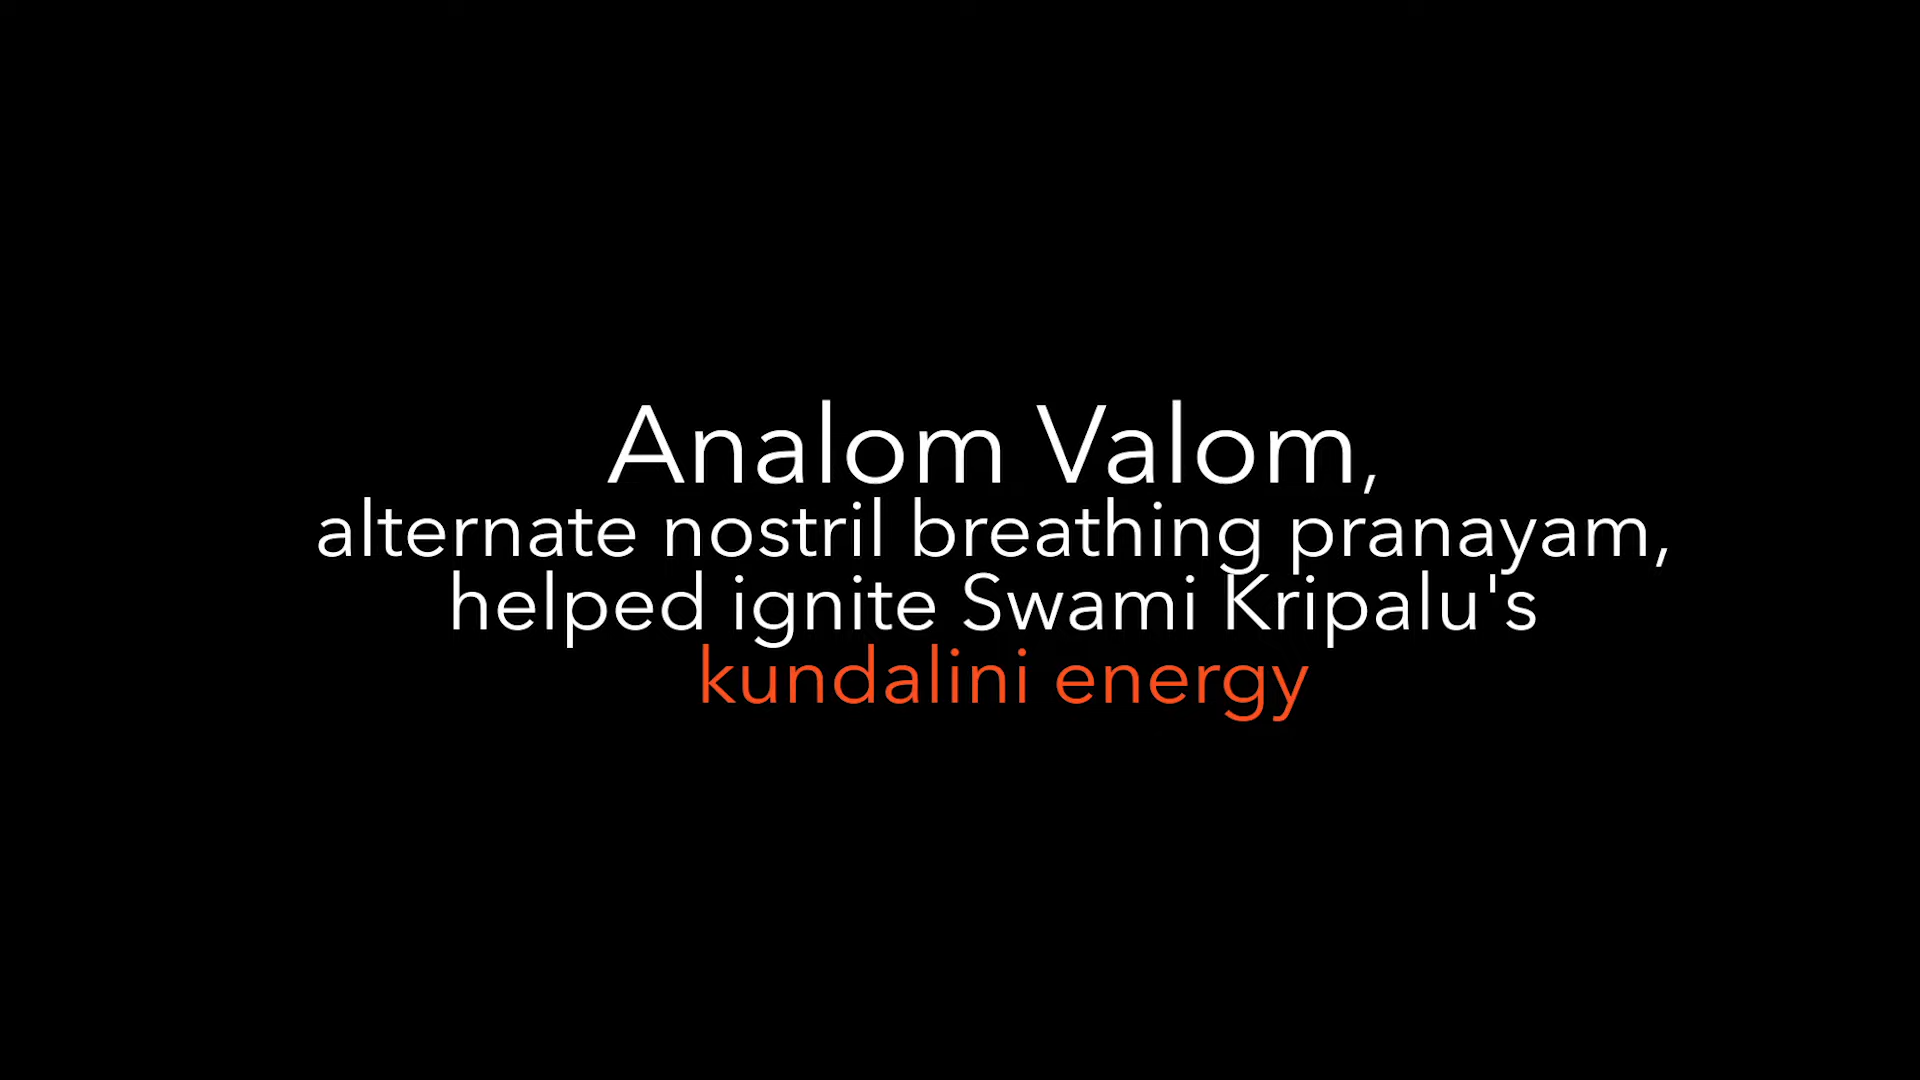 Analom Valom,
alternate nostril breathing pranayam,
helped ignite Swami Kripalu's
kundalini energy